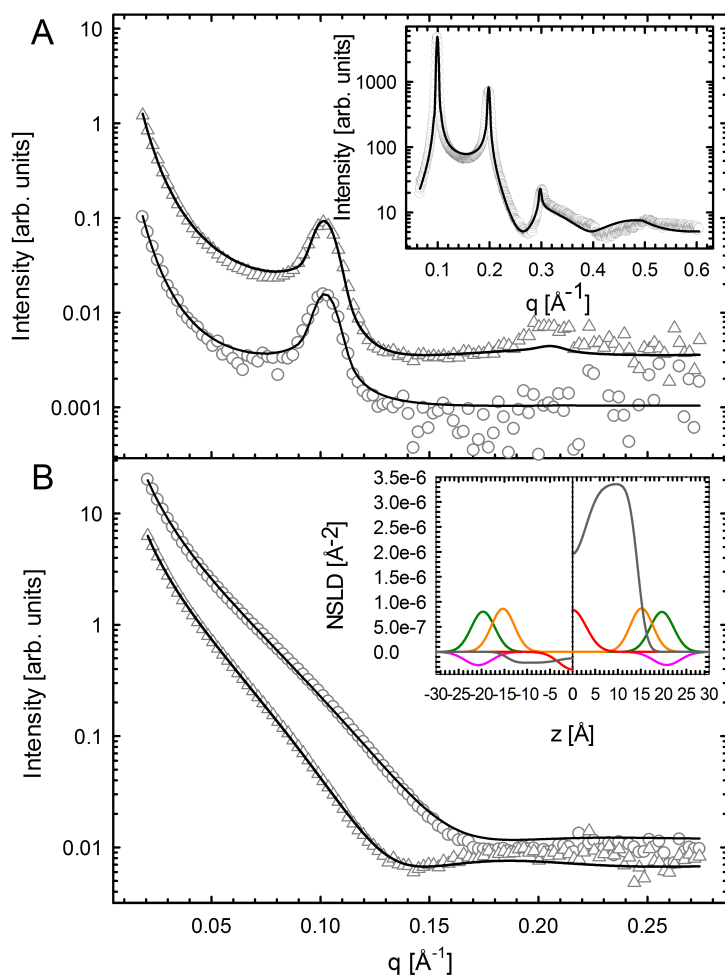 A
Intensity [arb. units]
10
1
0.1
0.01
0.001
Intensity [arb. units]
1000
100
10
0.1 0.2 0.3 0.4 0.5 0.6
q [Å-1]
B
Intensity [arb. units]
10
1
0.1
0.01
NSLD [Å-2]
3.5e-6
3.0e-6
2.5e-6
2.0e-6
1.5e-6
1.0e-6
5.0e-7
0.0
-30-25-20-15-10-5 0 5 10 15 20 25 30
z [Å]
0.05 0.10 0.15 0.20 0.25
q [Å-1]